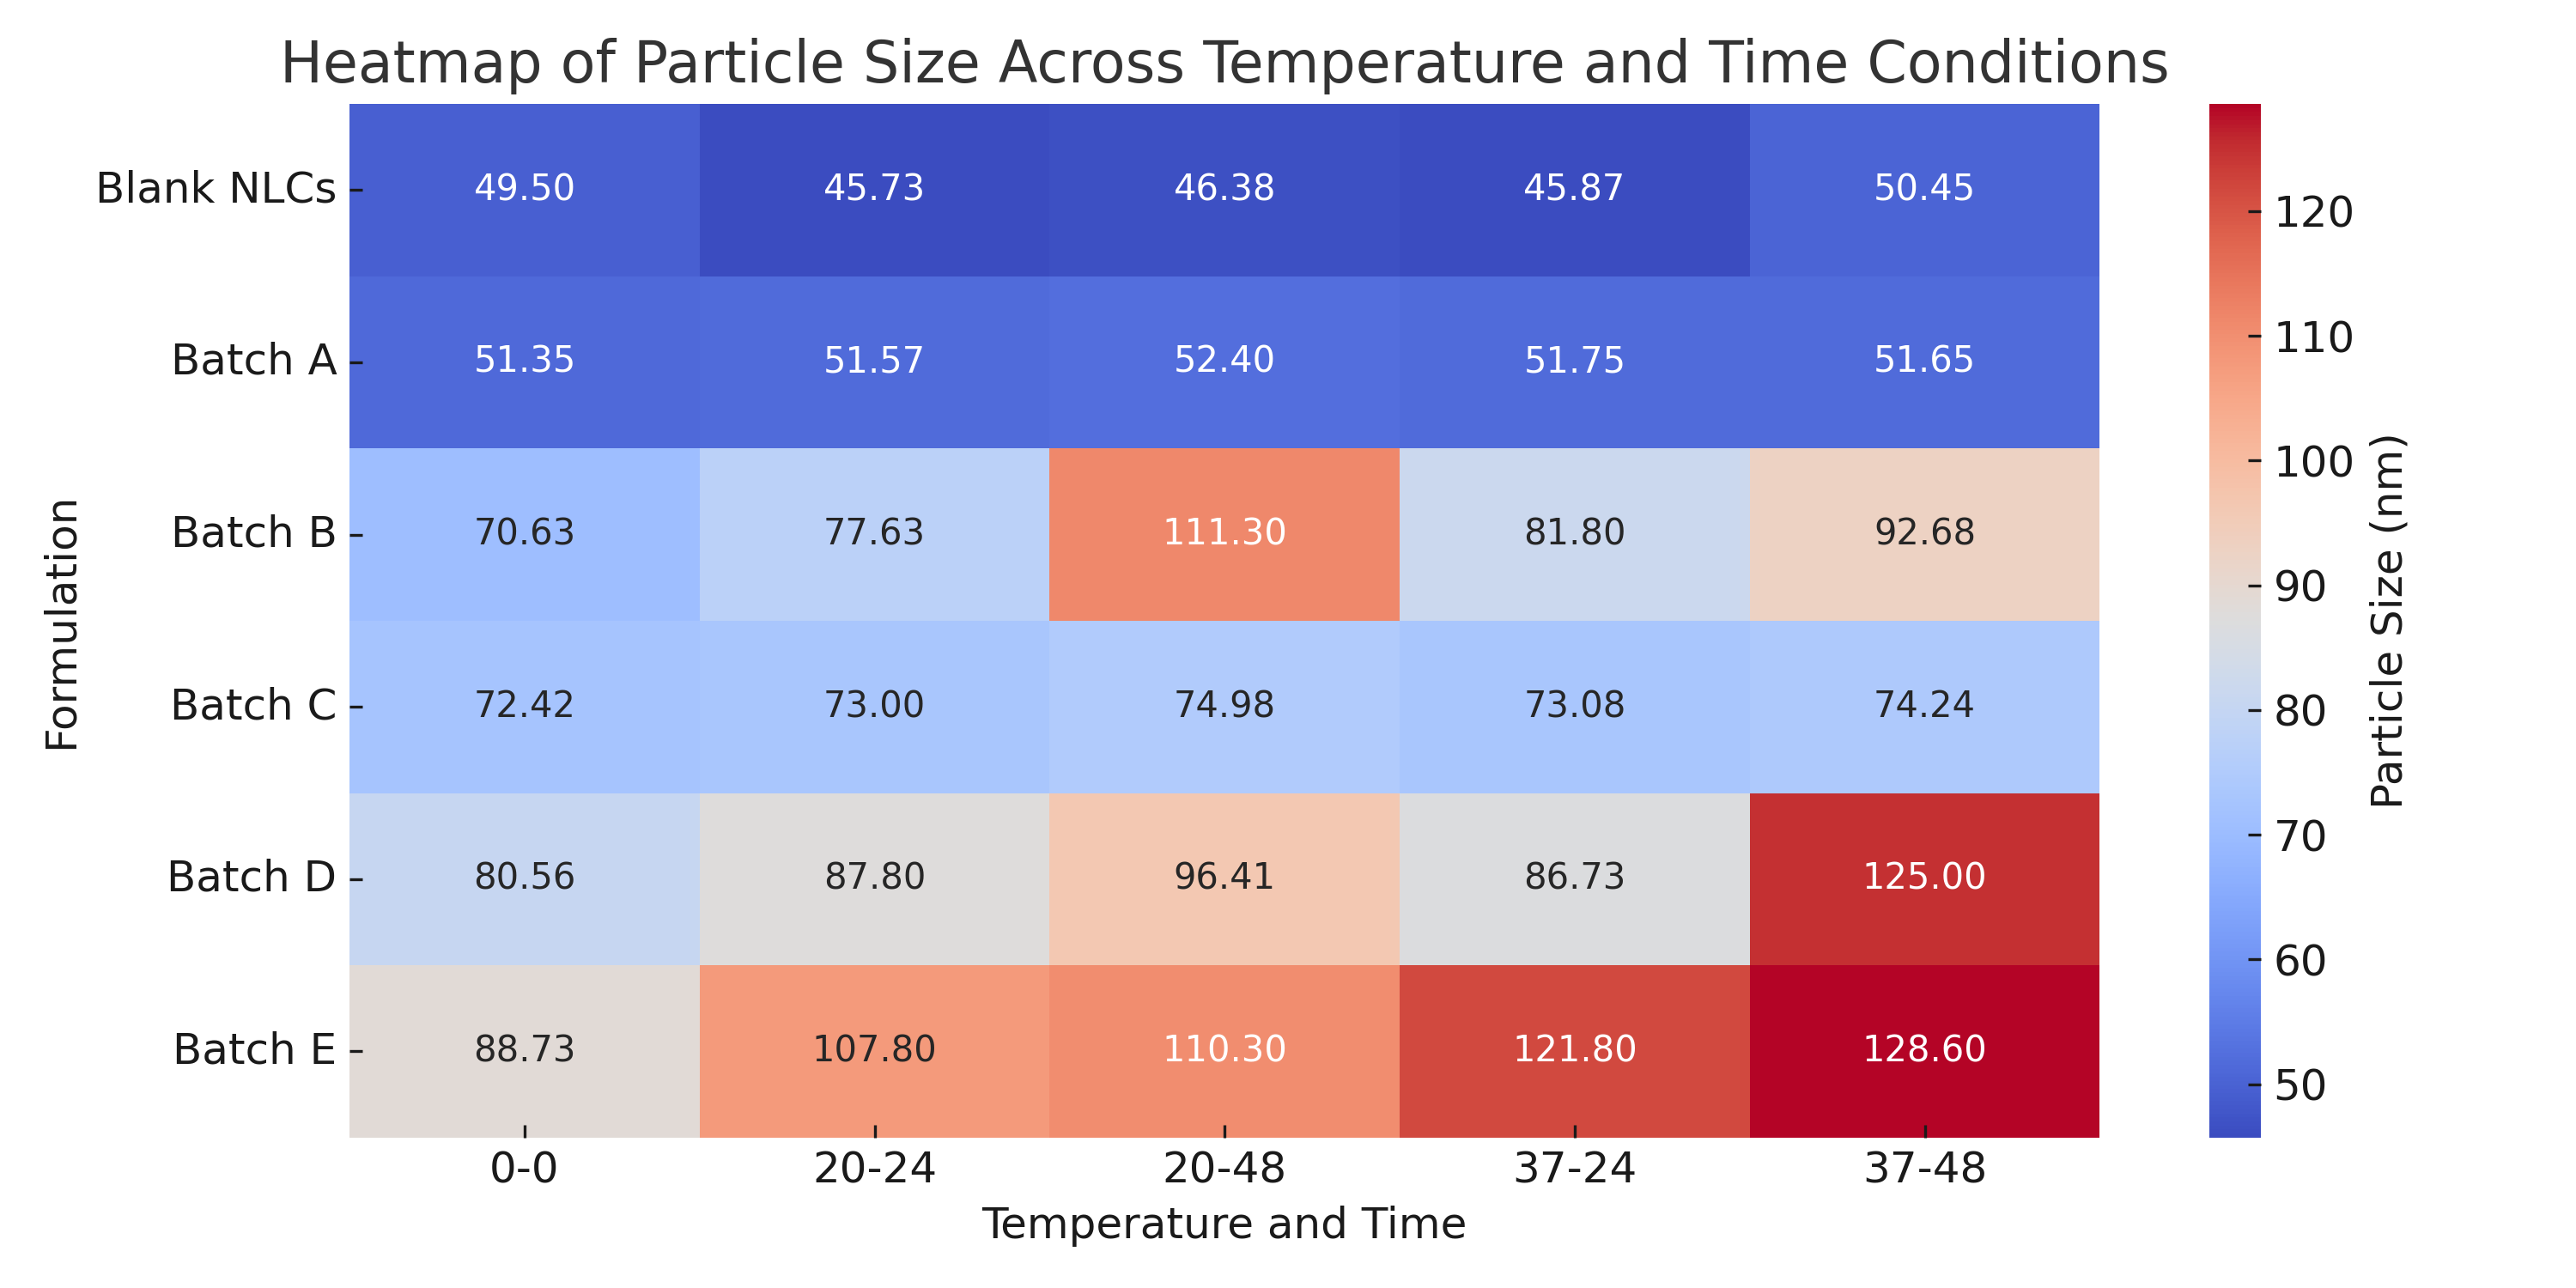 Heatmap of Particle Size Across Temperature and Time Conditions
Formulation
Blank NLCs 49.50 45.73 46.38 45.87 50.45
Batch A 51.35 51.57 52.40 51.75 51.65
Batch B 70.63 77.63 111.30 81.80 92.68
Batch C 72.42 73.00 74.98 73.08 74.24
Batch D 80.56 87.80 96.41 86.73 125.00
Batch E 88.73 107.80 110.30 121.80 128.60
0-0 20-24 20-48 37-24 37-48
Temperature and Time
120
110
100
90
80
70
60
50
Particle Size (nm)